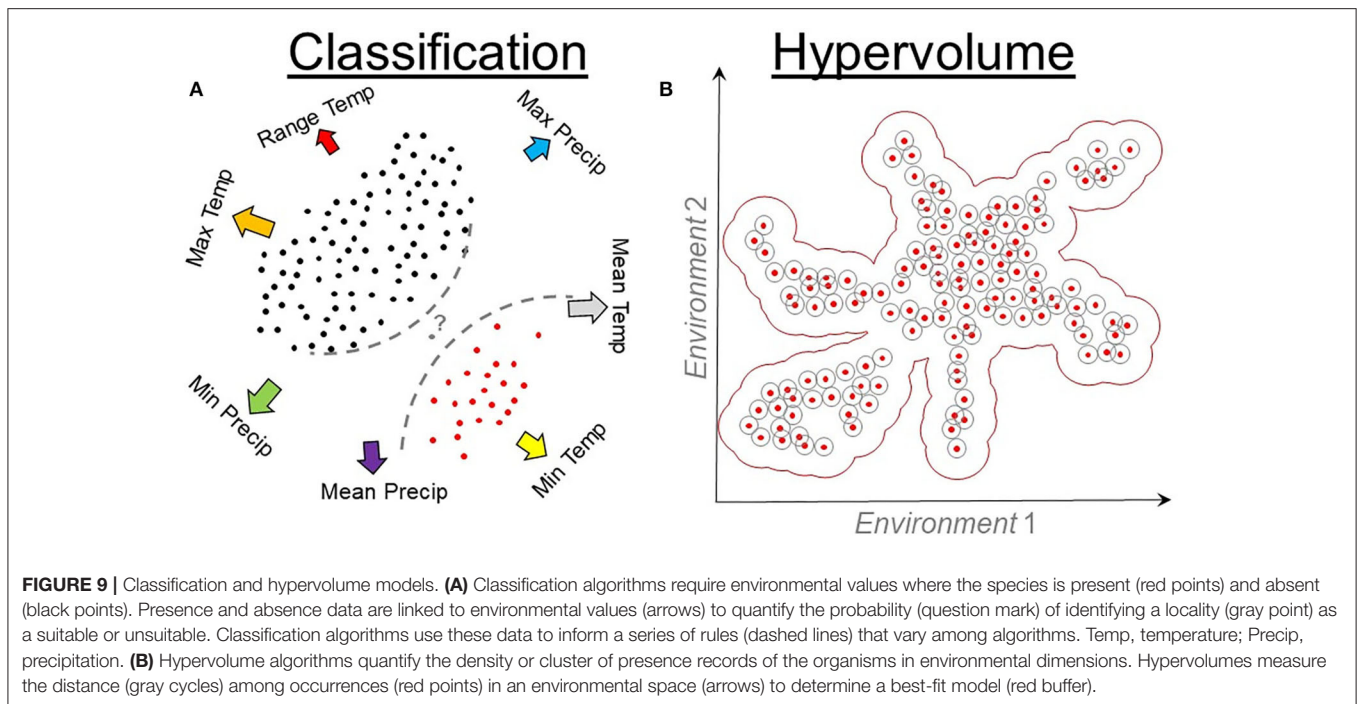 Classification
Hypervolume
A
B
Range Temp
Max Precip
Max Temp
Mean Temp
?
Min Precip
Min Temp
Mean Precip
Environment 2
Environment 1
FIGURE 9 | Classification and hypervolume models. (A) Classification algorithms require environmental values where the species is present (red points) and absent
(black points). Presence and absence data are linked to environmental values (arrows) to quantify the probability (question mark) of identifying a locality (gray point) as
a suitable or unsuitable. Classification algorithms use these data to inform a series of rules (dashed lines) that vary among algorithms. Temp, temperature; Precip,
precipitation. (B) Hypervolume algorithms quantify the density or cluster of presence records of the organisms in environmental dimensions. Hypervolumes measure
the distance (gray cycles) among occurrences (red points) in an environmental space (arrows) to determine a best-fit model (red buffer).